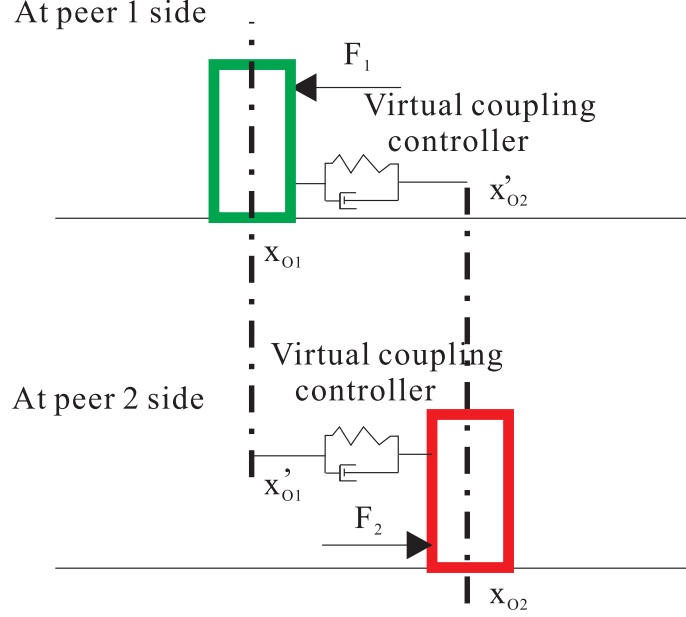 At peer 1 side
F1
Virtual coupling
controller
x'O2
xO1
Virtual coupling
controller
At peer 2 side
x'O1
F2
xO2